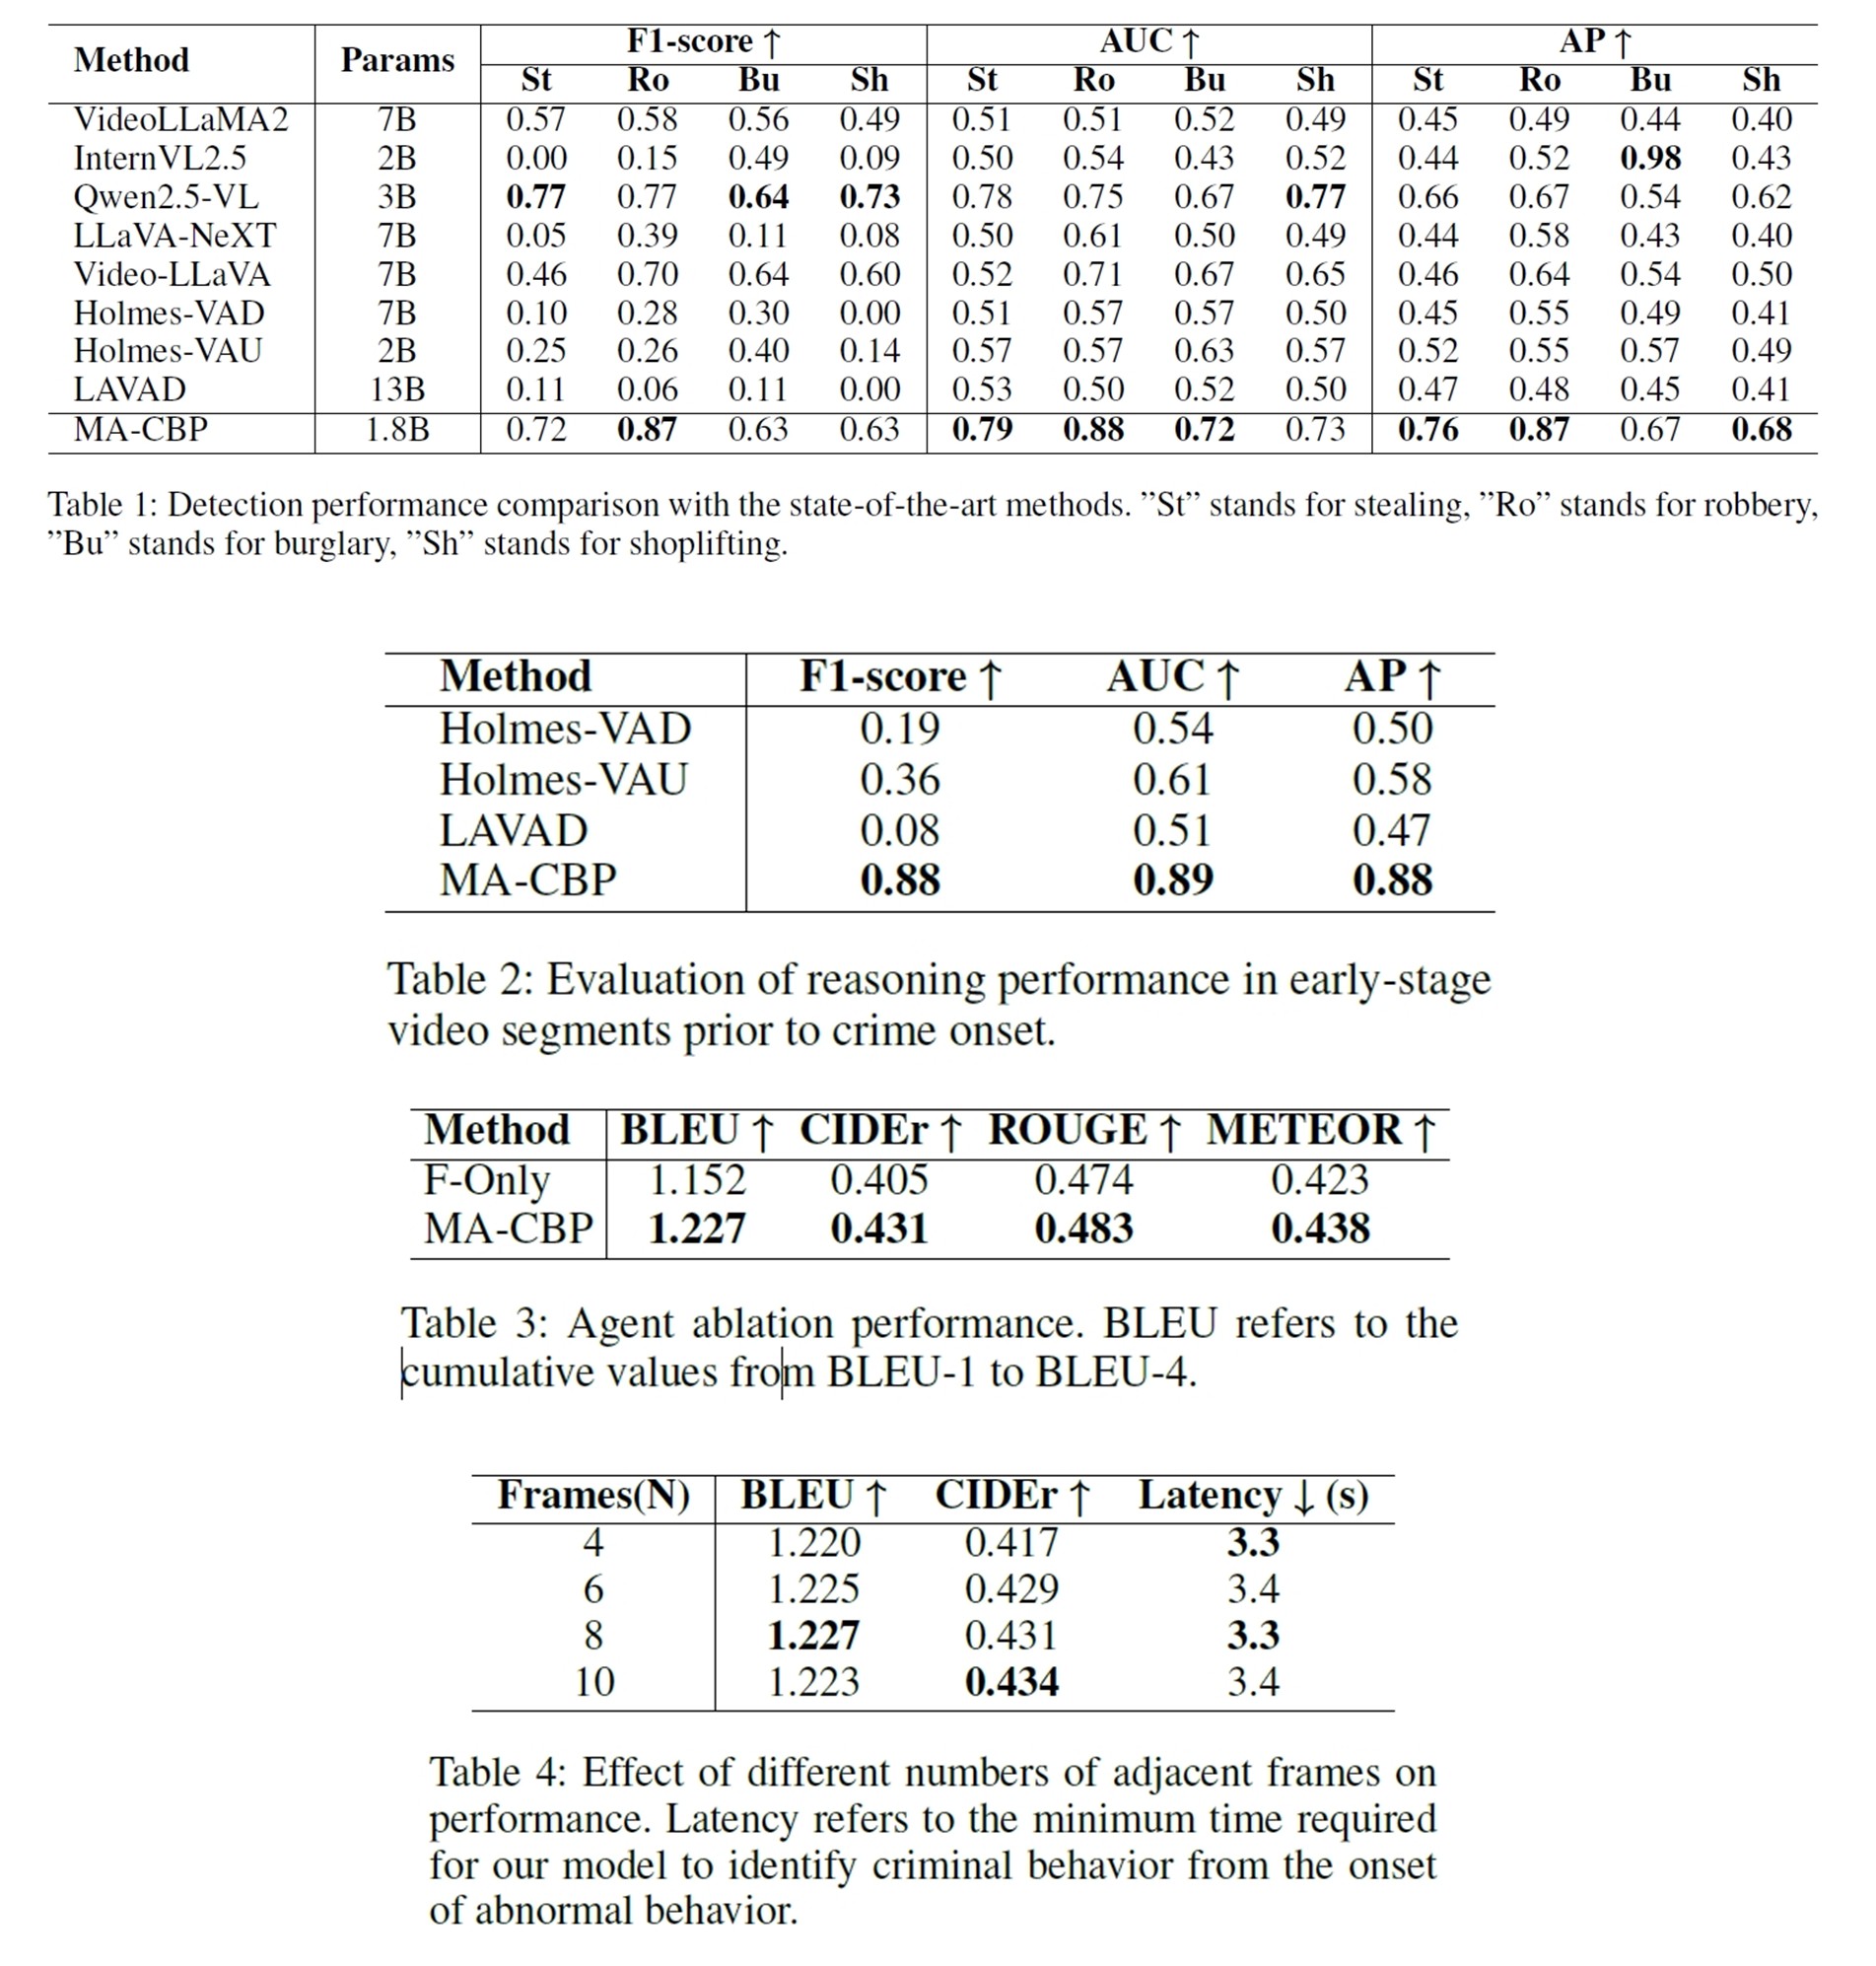 Method Params F1-score ↑ AUC ↑ AP ↑
St Ro Bu Sh St Ro Bu Sh St Ro Bu Sh
VideoLLaMA2 7B 0.57 0.58 0.56 0.49 0.51 0.51 0.52 0.49 0.45 0.49 0.44 0.40
InternVL2.5 2B 0.00 0.15 0.49 0.09 0.50 0.54 0.43 0.52 0.44 0.52 0.98 0.43
Qwen2.5-VL 3B 0.77 0.77 0.64 0.73 0.78 0.75 0.67 0.77 0.66 0.67 0.54 0.62
LLaVA-NeXT 7B 0.05 0.39 0.11 0.08 0.50 0.61 0.50 0.49 0.44 0.58 0.43 0.40
Video-LLaVA 7B 0.46 0.70 0.64 0.60 0.52 0.71 0.67 0.65 0.46 0.64 0.54 0.50
Holmes-VAD 7B 0.10 0.28 0.30 0.00 0.51 0.57 0.57 0.50 0.45 0.55 0.49 0.41
Holmes-VAU 2B 0.25 0.26 0.40 0.14 0.57 0.57 0.63 0.57 0.52 0.55 0.57 0.49
LAVAD 13B 0.11 0.06 0.11 0.00 0.53 0.50 0.52 0.50 0.47 0.48 0.45 0.41
MA-CBP 1.8B 0.72 0.87 0.63 0.63 0.79 0.88 0.72 0.73 0.76 0.87 0.67 0.68
Table 1: Detection performance comparison with the state-of-the-art methods. ”St” stands for stealing, ”Ro” stands for robbery,
”Bu” stands for burglary, ”Sh” stands for shoplifting.
Method F1-score ↑ AUC ↑ AP ↑
Holmes-VAD 0.19 0.54 0.50
Holmes-VAU 0.36 0.61 0.58
LAVAD 0.08 0.51 0.47
MA-CBP 0.88 0.89 0.88
Table 2: Evaluation of reasoning performance in early-stage
video segments prior to crime onset.
Method BLEU ↑ CIDEr ↑ ROUGE ↑ METEOR ↑
F-Only 1.152 0.405 0.474 0.423
MA-CBP 1.227 0.431 0.483 0.438
Table 3: Agent ablation performance. BLEU refers to the
cumulative values from BLEU-1 to BLEU-4.
Frames(N) BLEU ↑ CIDEr ↑ Latency ↓ (s)
4 1.220 0.417 3.3
6 1.225 0.429 3.4
8 1.227 0.431 3.3
10 1.223 0.434 3.4
Table 4: Effect of different numbers of adjacent frames on
performance. Latency refers to the minimum time required
for our model to identify criminal behavior from the onset
of abnormal behavior.